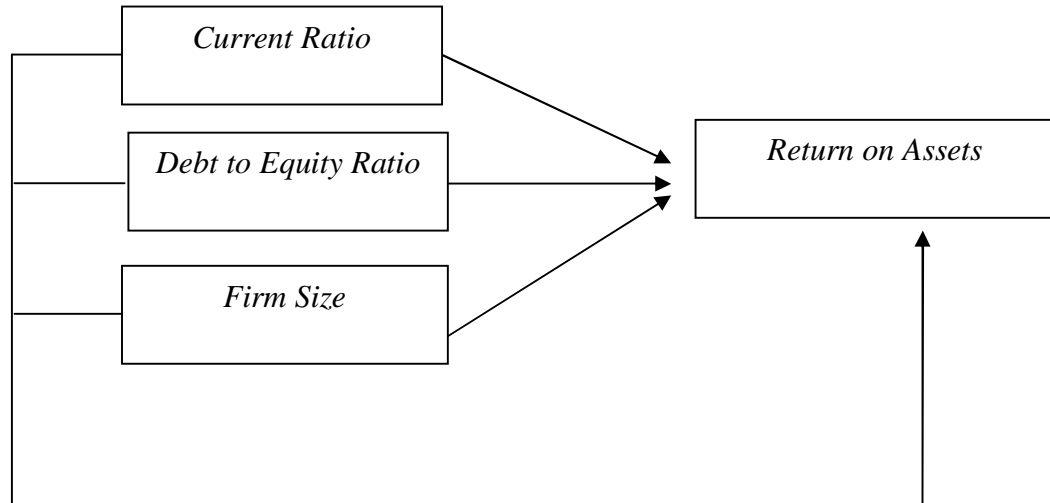 Current Ratio
Debt to Equity Ratio
Return on Assets
Firm Size